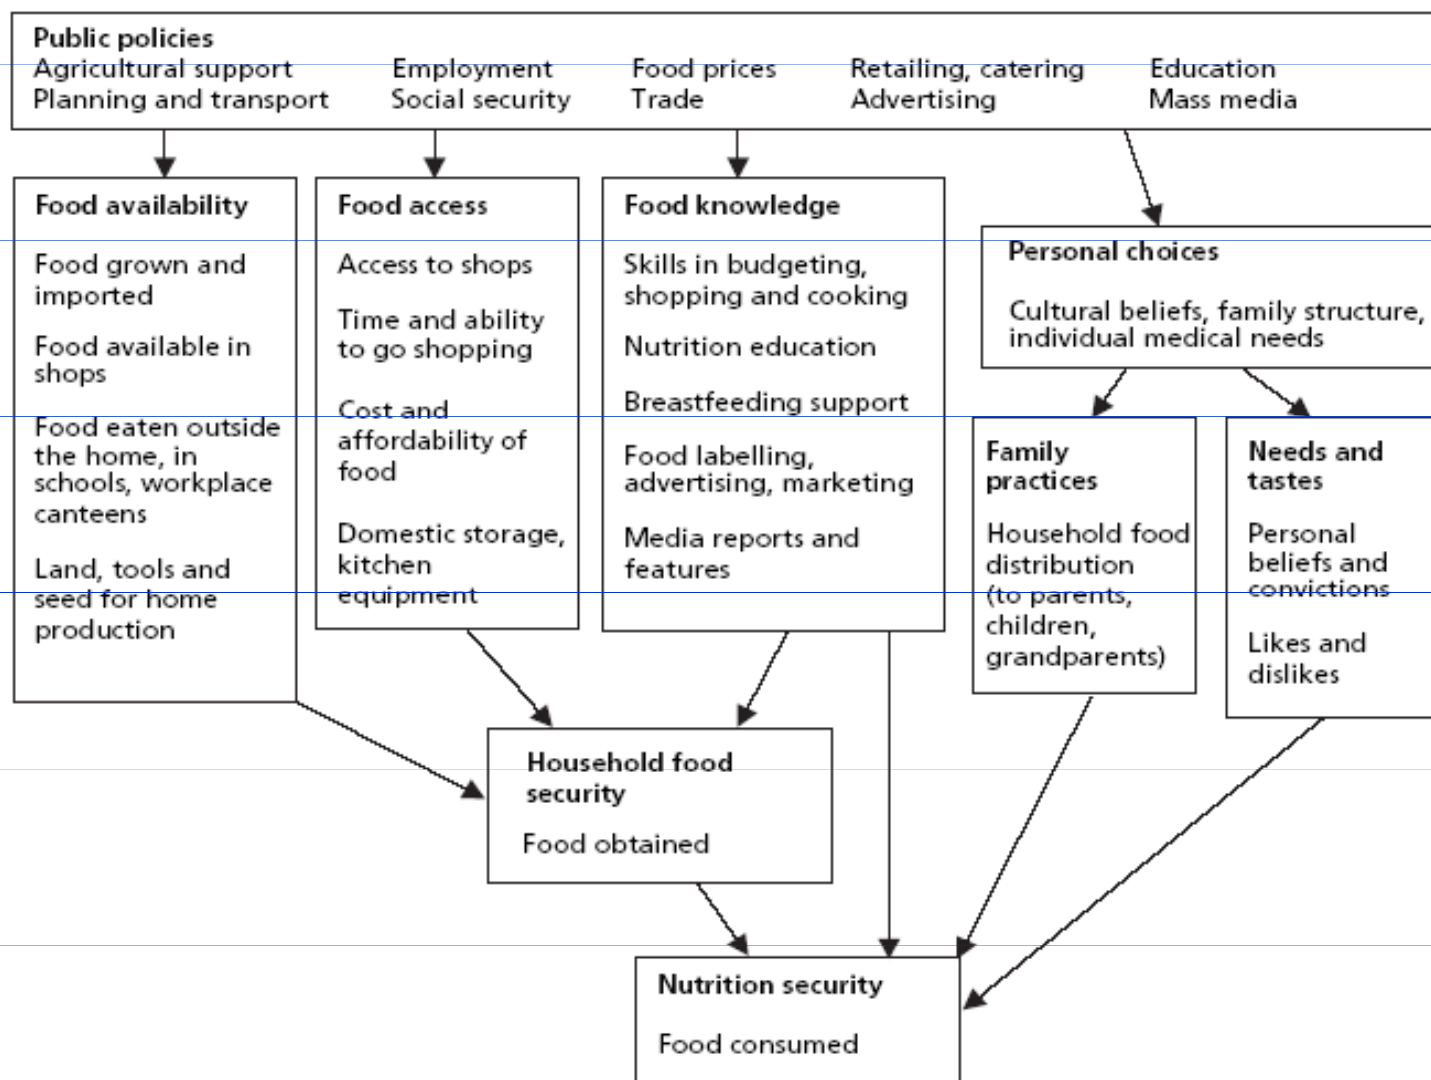 Public policies
Agricultural support Employment Food prices Retailing, catering Education
Planning and transport Social security Trade Advertising Mass media
Food availability
Food grown and
imported
Food available in
shops
Food eaten outside
the home, in
schools, workplace
canteens
Land, tools and
seed for home
production
Food access
Access to shops
Time and ability
to go shopping
Cost and
affordability of
food
Domestic storage,
kitchen
equipment
Food knowledge
Skills in budgeting,
shopping and cooking
Nutrition education
Breastfeeding support
Food labelling,
advertising, marketing
Media reports and
features
Personal choices
Cultural beliefs, family structure,
individual medical needs
Family
practices
Household food
distribution
(to parents,
children,
grandparents)
Needs and
tastes
Personal
beliefs and
convictions
Likes and
dislikes
Household food
security
Food obtained
Nutrition security
Food consumed